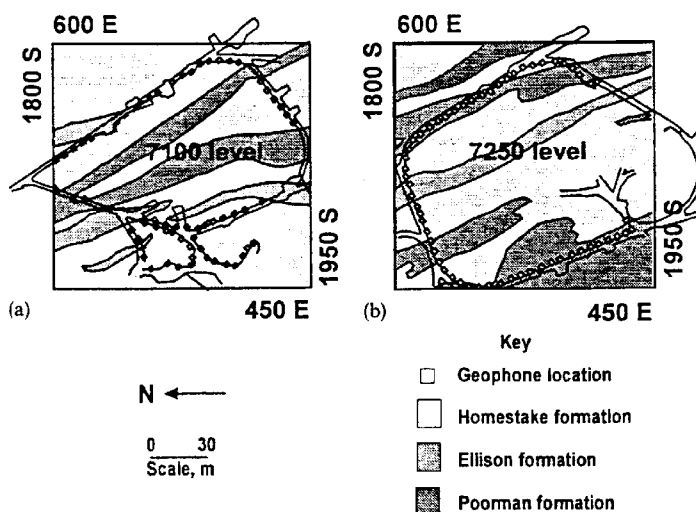 600 E
600 E
1800 S
1800 S
7100 level
7250 level
1950 S
1950 S
(a)
450 E
(b)
450 E
Key
N
Geophone location
Homestake formation
0 30
Scale, m
Ellison formation
Poorman formation